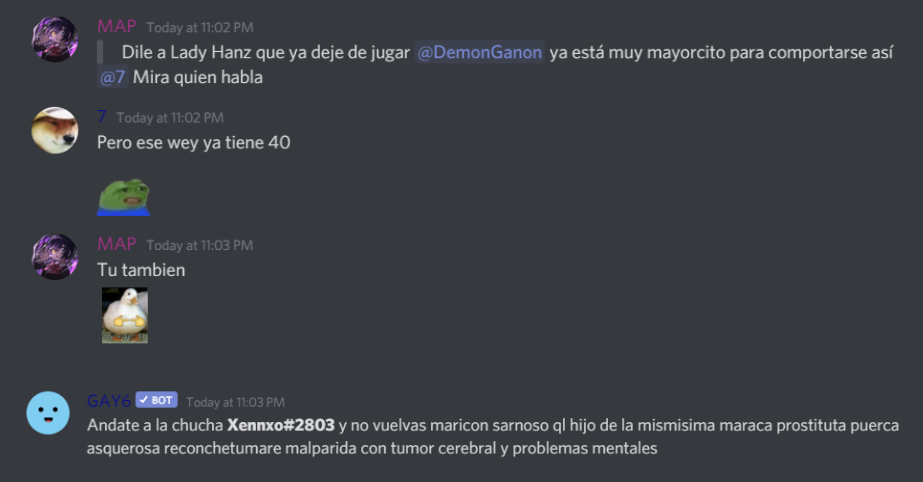 MAP Today at 11:02 PM
Dile a Lady Hanz que ya deje de jugar @DemonGanon ya está muy mayorcito para comportarse así
@7 Mira quien habla
7 Today at 11:02 PM
Pero ese wey ya tiene 40
MAP Today at 11:03 PM
Tu tambien
GAY6 BOT Today at 11:03 PM
Andate a la chucha Xennxo#2803 y no vuelvas maricon sarnoso ql hijo de la mismisima maraca prostituta puerca
asquerosa reconchetumare malparida con tumor cerebral y problemas mentales